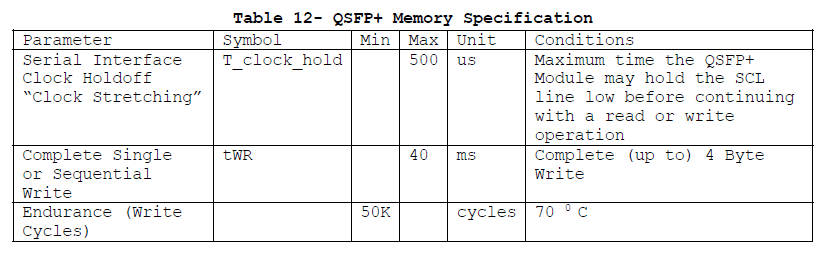 Table 12- QSFP+ Memory Specification
Parameter Symbol Min Max Unit Conditions
Serial Interface T_clock_hold 500 us Maximum time the QSFP+
Clock Holdoff Module may hold the SCL
“Clock Stretching” line low before continuing
with a read or write
operation
Complete Single tWR 40 ms Complete (up to) 4 Byte
or Sequential Write
Write
Endurance (Write 50K cycles 70 ⁰ C
Cycles)